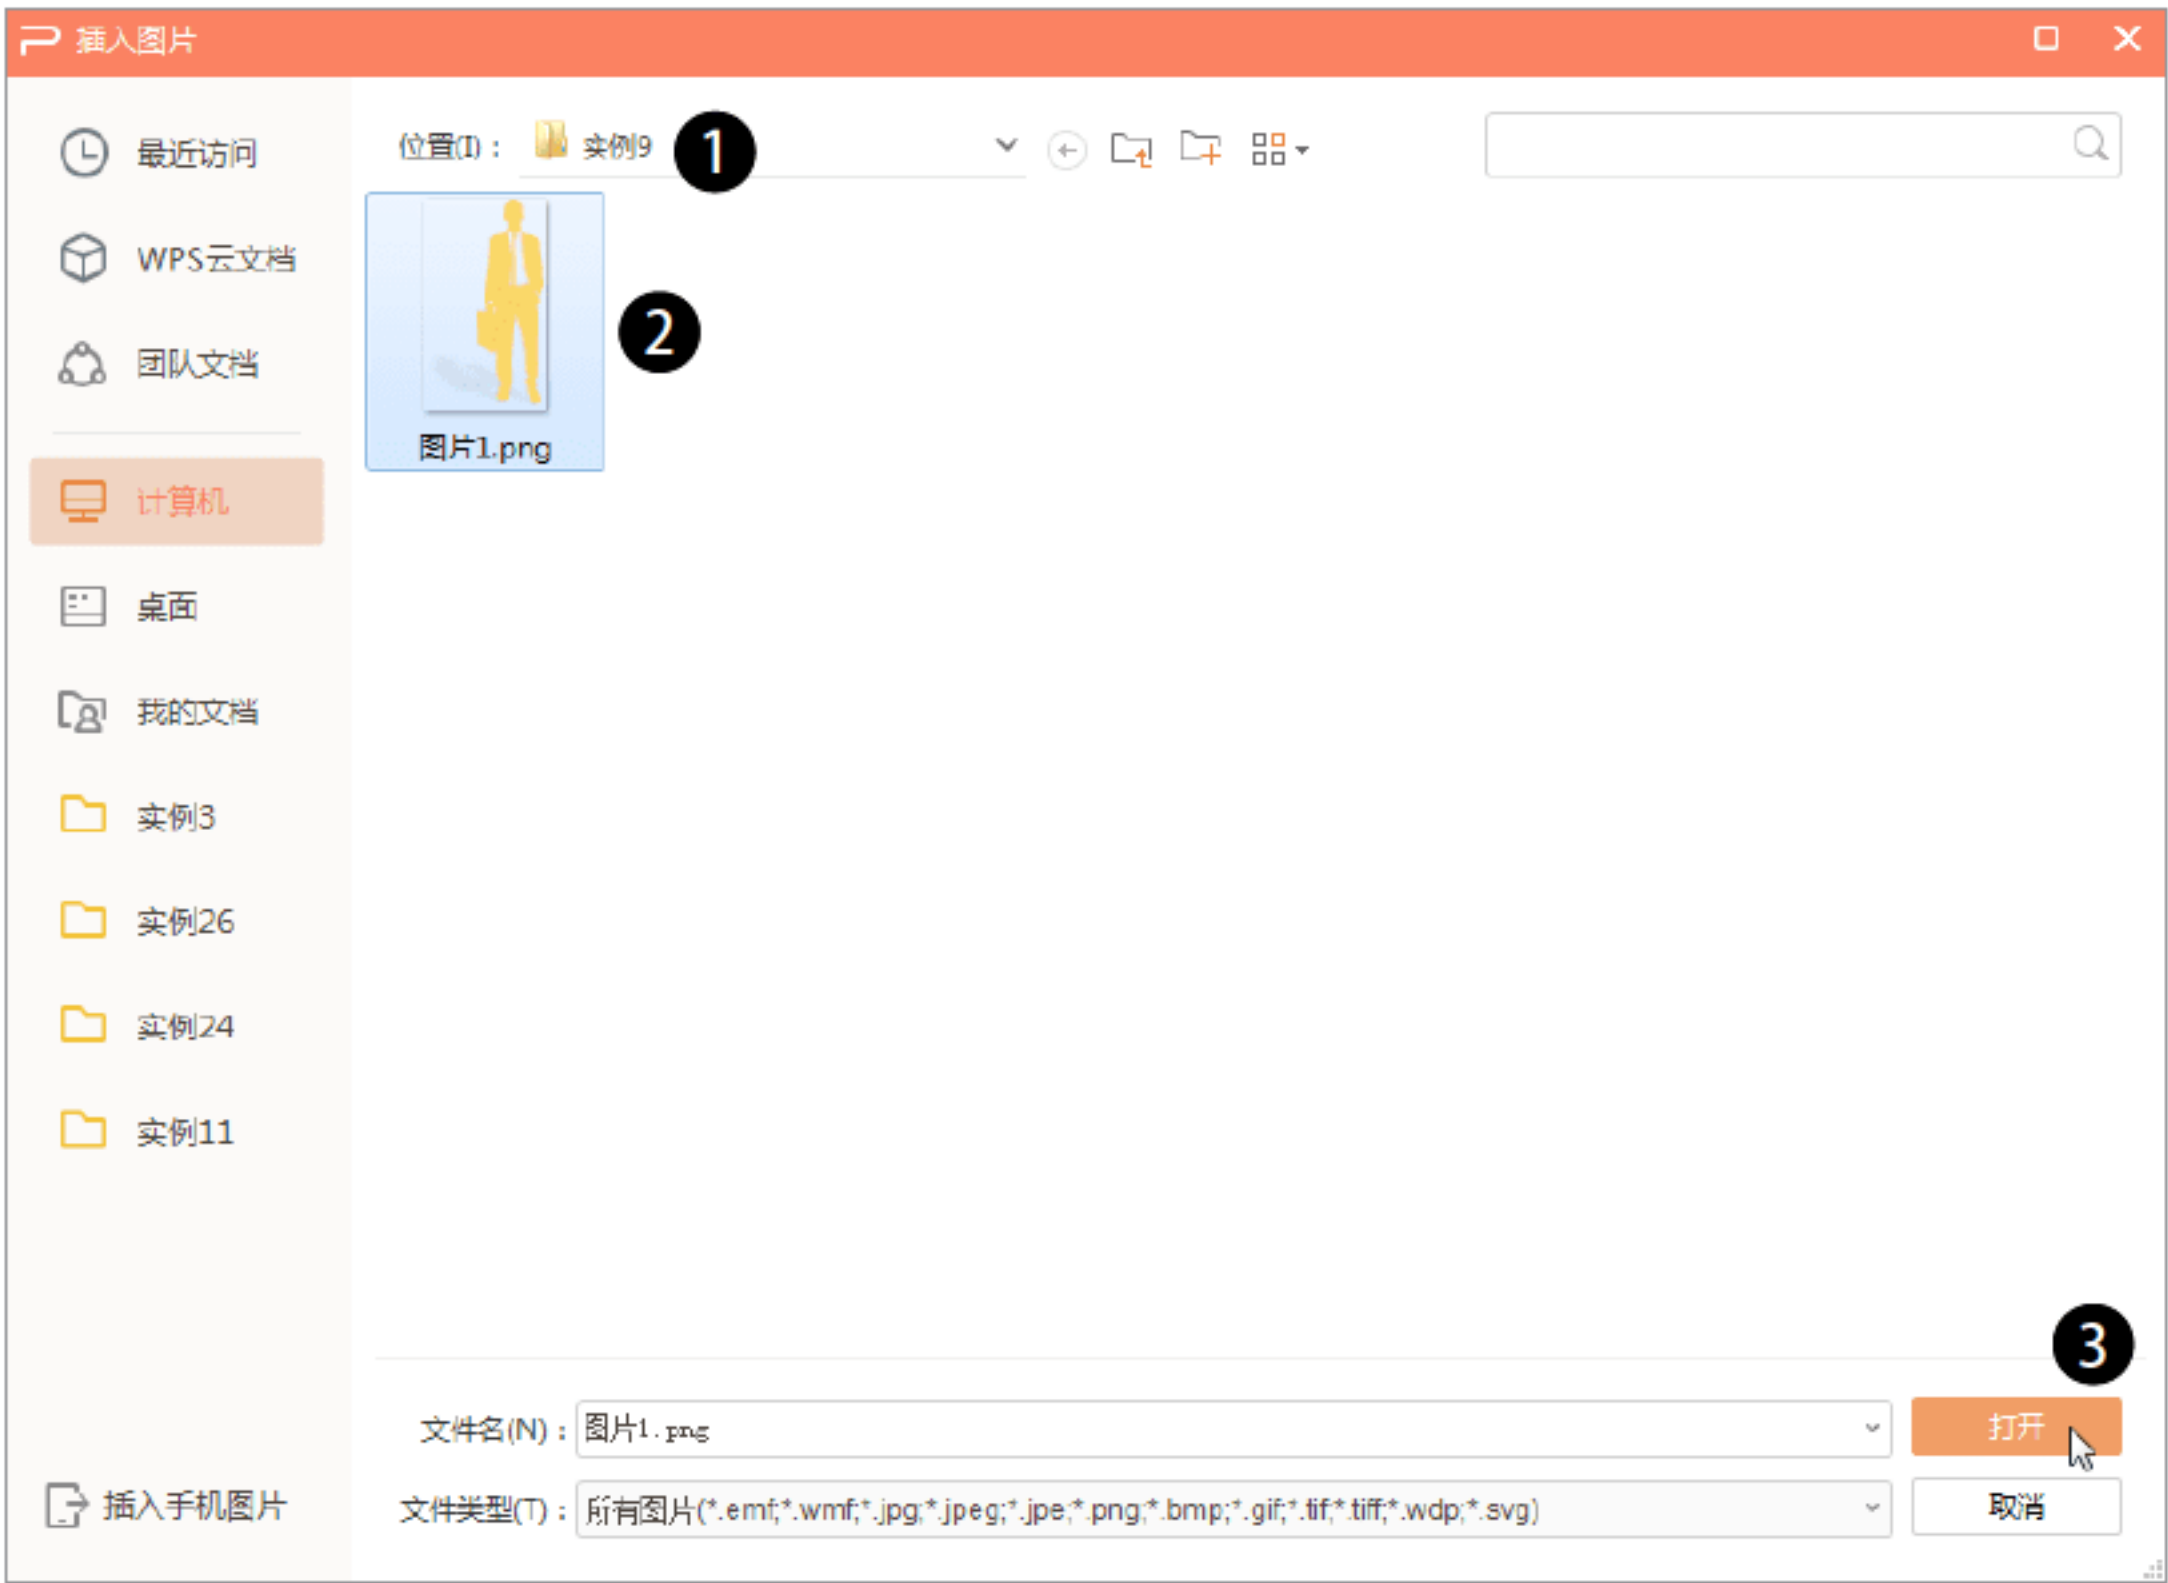 插入图片
最近访问
WPS云文档
团队文档
计算机
桌面
我的文档
实例3
实例26
实例24
实例11
插入手机图片
位置(I)： 实例9 1
图片1.png 2
3
文件名(N)： 图片1.png 打开
文件类型(T)： 所有图片(*.emf;*.wmf;*.jpg;*.jpeg;*.jpe;*.png;*.bmp;*.gif;*.tif;*.tiff;*.wdp;*.svg) 取消